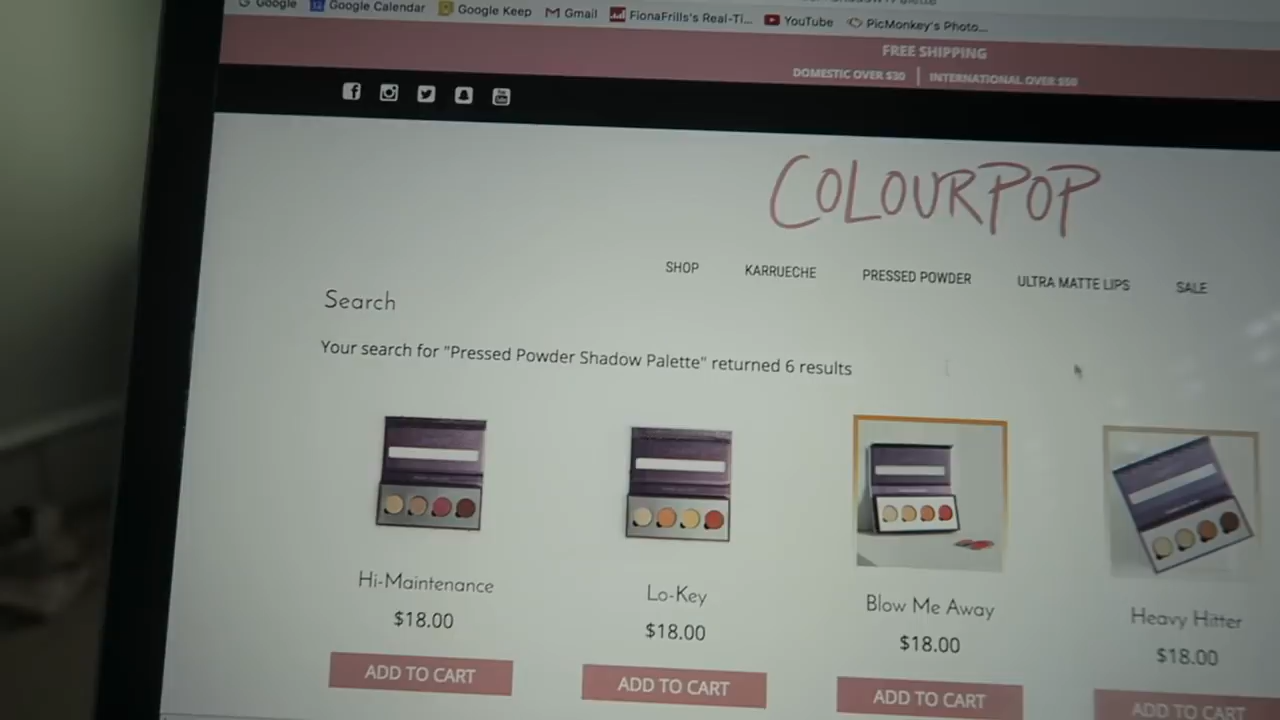 Google Google Calendar Google Keep Gmail FionaFrills's Real-Ti... YouTube PicMonkey's Photo...
FREE SHIPPING
DOMESTIC OVER $30 | INTERNATIONAL OVER $50
COLOURPOP
SHOP KARRUECHE PRESSED POWDER ULTRA MATTE LIPS SALE
Search
Your search for "Pressed Powder Shadow Palette" returned 6 results
Hi-Maintenance Lo-Key Blow Me Away Heavy Hitter
$18.00 $18.00 $18.00 $18.00
ADD TO CART ADD TO CART ADD TO CART ADD TO CART